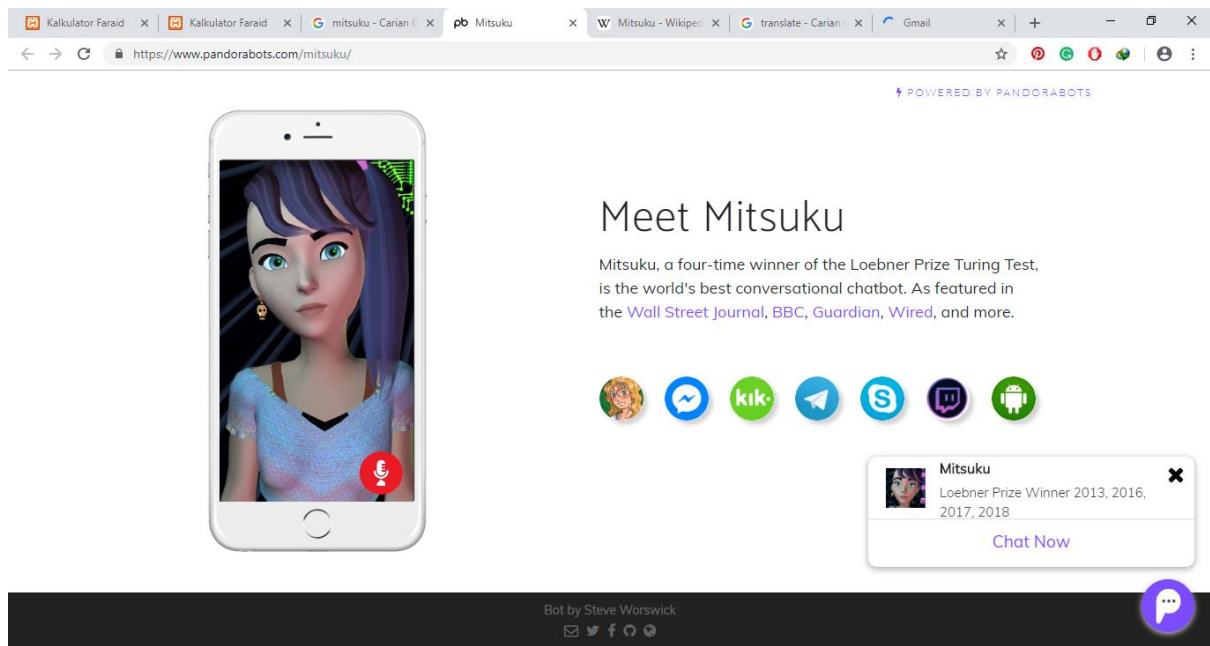 Kalkulator Faraid
Kalkulator Faraid
mitsuku - Carian G
pb Mitsuku
W Mitsuku - Wikiped
translate - Carian G
Gmail
https://www.pandorabots.com/mitsuku/
POWERED BY PANDORABOTS
Meet Mitsuku
Mitsuku, a four-time winner of the Loebner Prize Turing Test,
is the world's best conversational chatbot. As featured in
the Wall Street Journal, BBC, Guardian, Wired, and more.
kik
Mitsuku
Loebner Prize Winner 2013, 2016,
2017, 2018
Chat Now
Bot by Steve Worswick